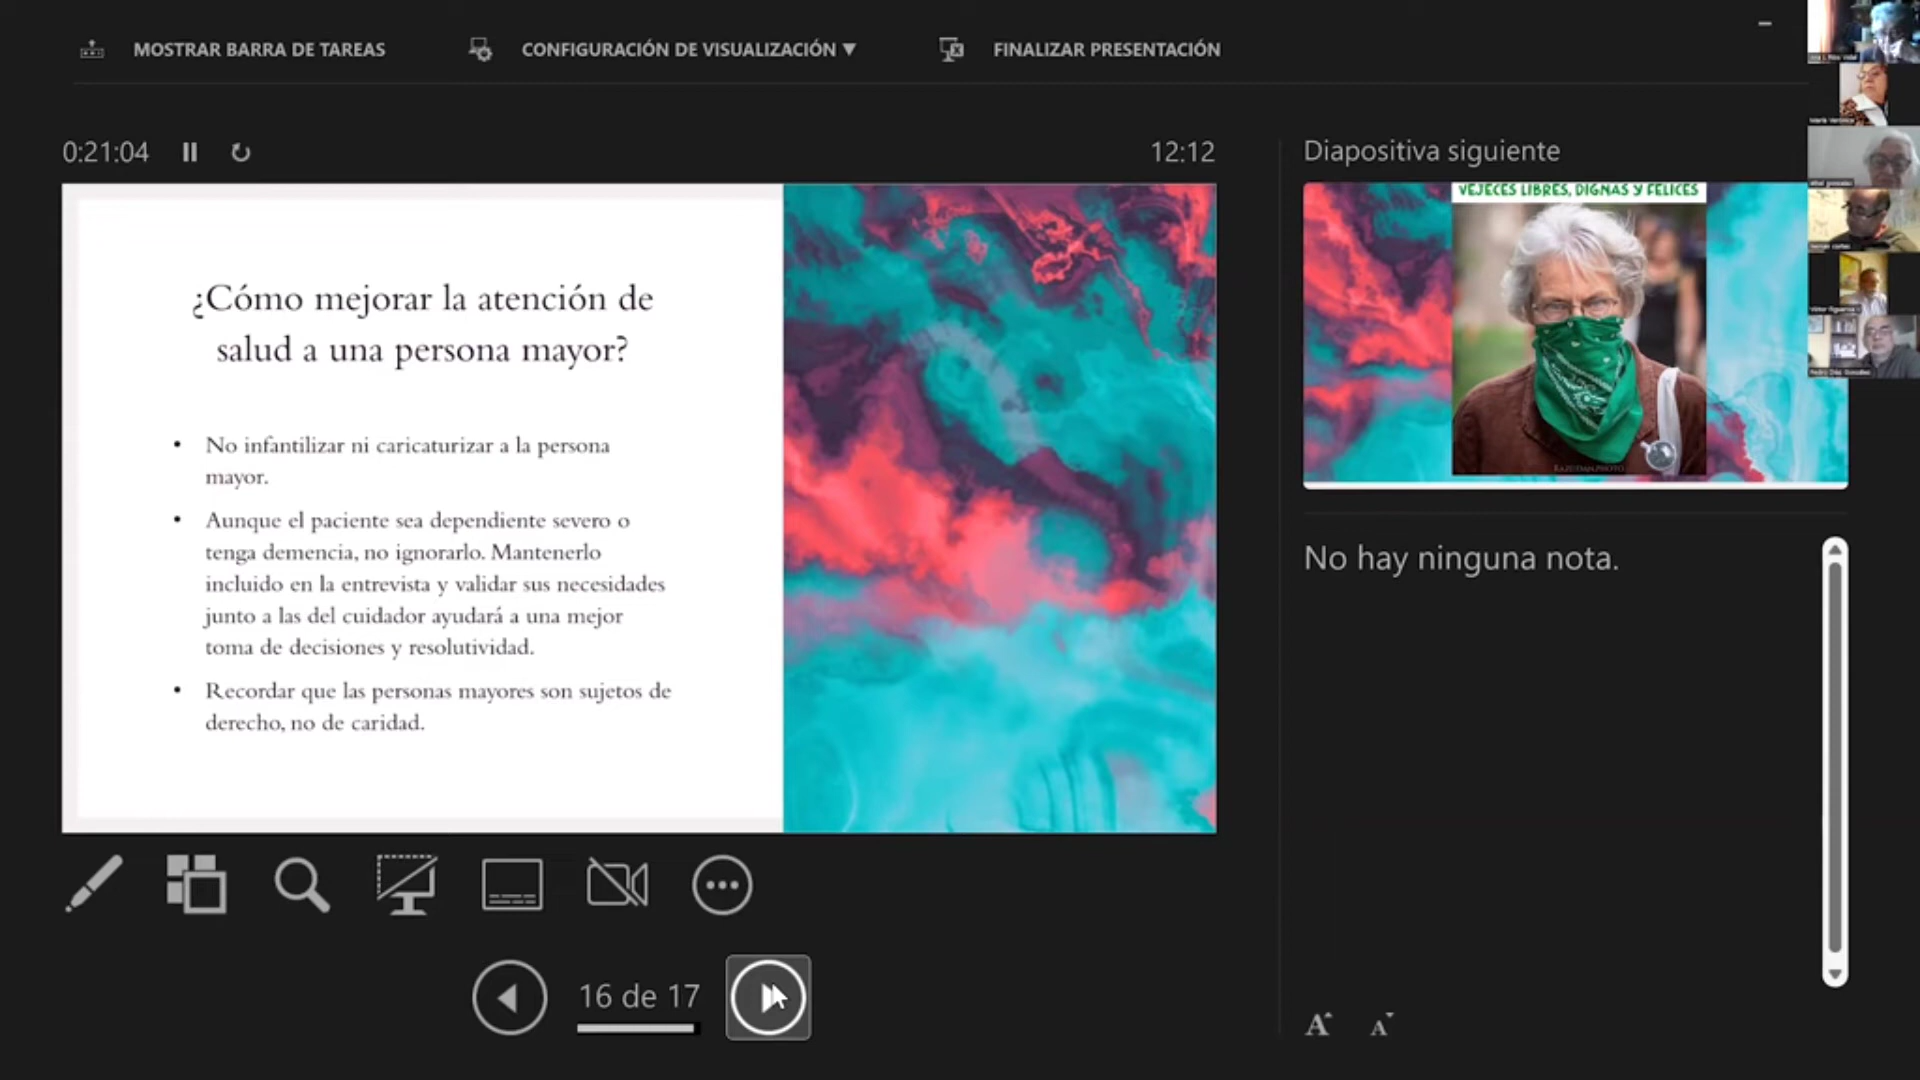 MOSTRAR BARRA DE TAREAS
CONFIGURACIÓN DE VISUALIZACIÓN ▼
FINALIZAR PRESENTACIÓN
0:21:04
12:12
¿Cómo mejorar la atención de
salud a una persona mayor?
• No infantilizar ni caricaturizar a la persona
mayor.
• Aunque el paciente sea dependiente severo o
tenga demencia, no ignorarlo. Mantenerlo
incluido en la entrevista y validar sus necesidades
junto a las del cuidador ayudará a una mejor
toma de decisiones y resolutividad.
• Recordar que las personas mayores son sujetos de
derecho, no de caridad.
16 de 17
Diapositiva siguiente
VEJECES LIBRES, DIGNAS Y FELICES
No hay ninguna nota.
A
A
Pedro Díaz González